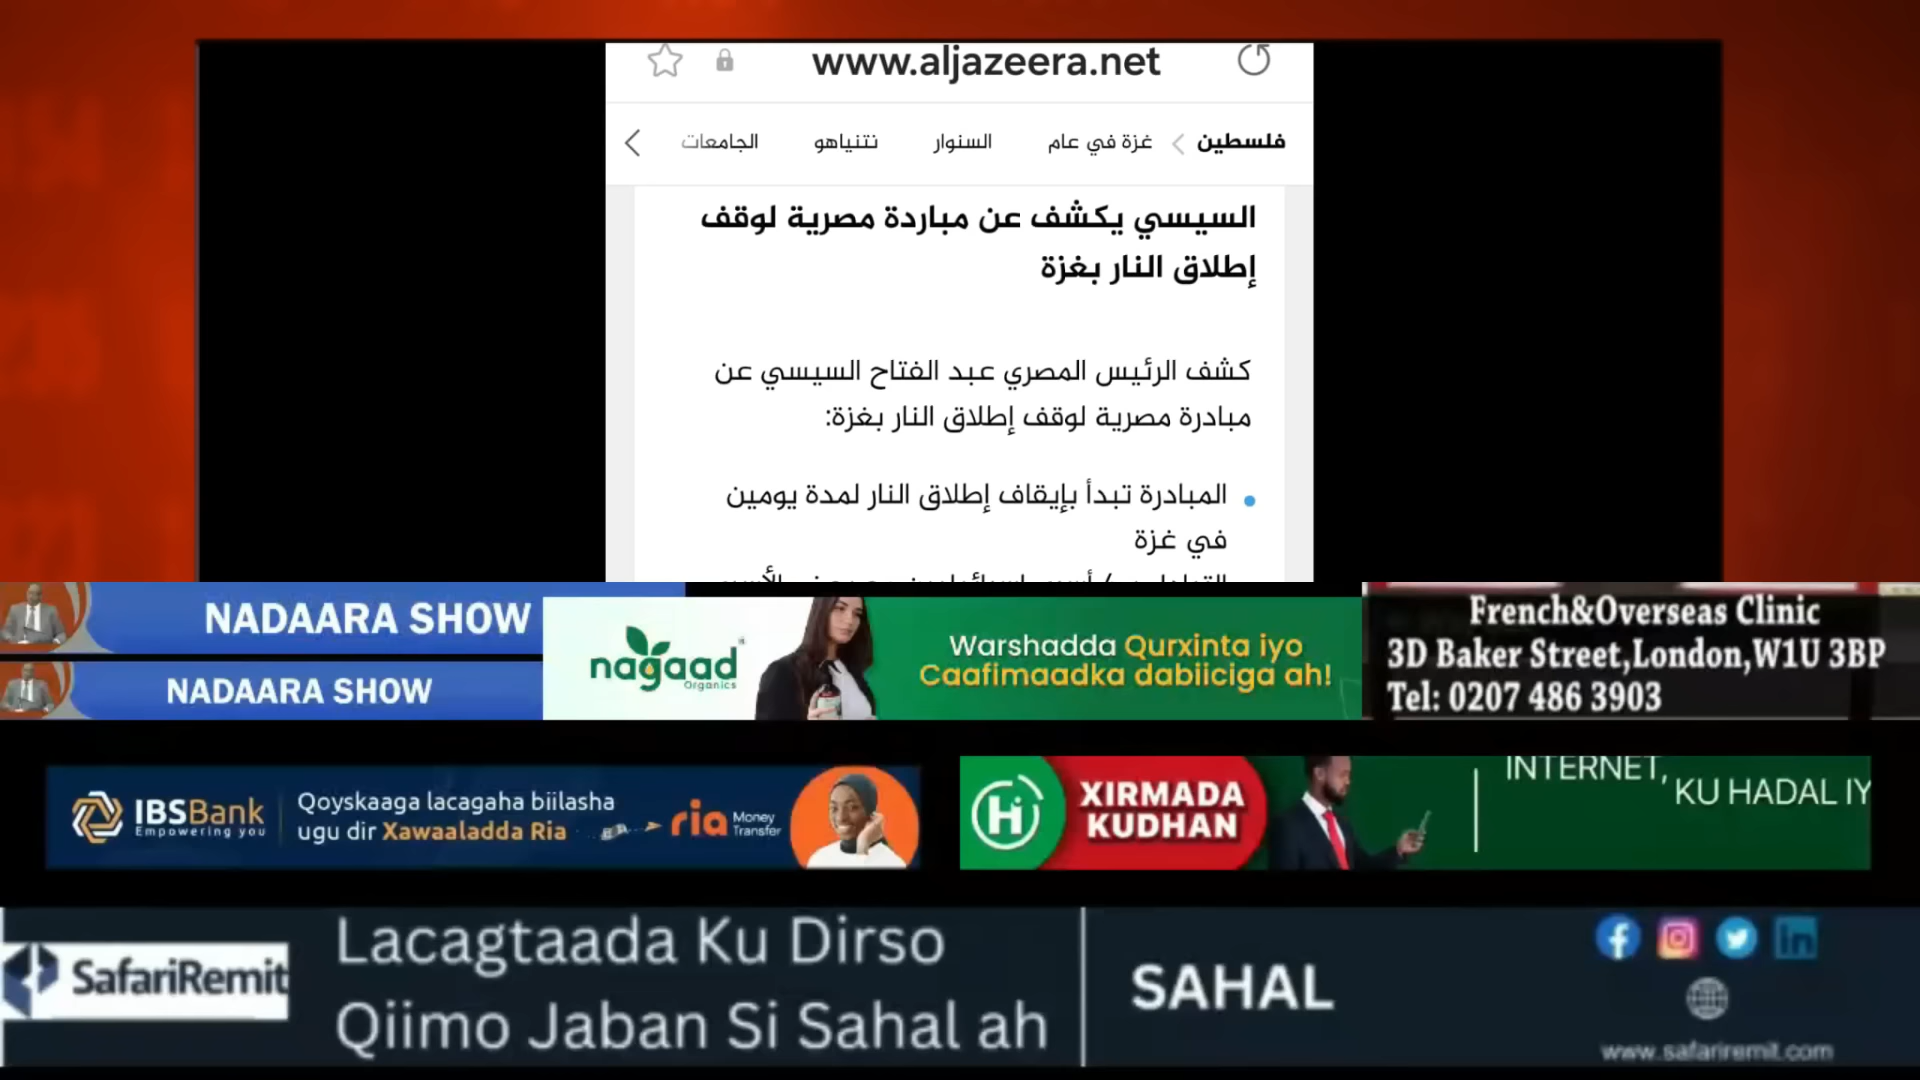 www.aljazeera.net
فلسطين
غزة في عام
السنوار
نتنياهو
الجامعات
السيسي يكشف عن مباردة مصرية لوقف
إطلاق النار بغزة
كشف الرئيس المصري عبد الفتاح السيسي عن
مبادرة مصرية لوقف إطلاق النار بغزة:
المبادرة تبدأ بإيقاف إطلاق النار لمدة يومين
في غزة
NADAARA SHOW
NADAARA SHOW
nagaad
Organics
Warshadda Qurxinta iyo
Caafimaadka dabiiciga ah!
French&Overseas Clinic
3D Baker Street,London,W1U 3BP
Tel: 0207 486 3903
IBSBank
Empowering you
Qoyskaaga lacagaha biilasha
ugu dir Xawaaladda Ria
ria Money
Transfer
Hi
XIRMADA
KUDHAN
INTERNET,
KU HADAL IY
SafariRemit
Lacagtaada Ku Dirso
Qiimo Jaban Si Sahal ah
SAHAL
www.safariremit.com